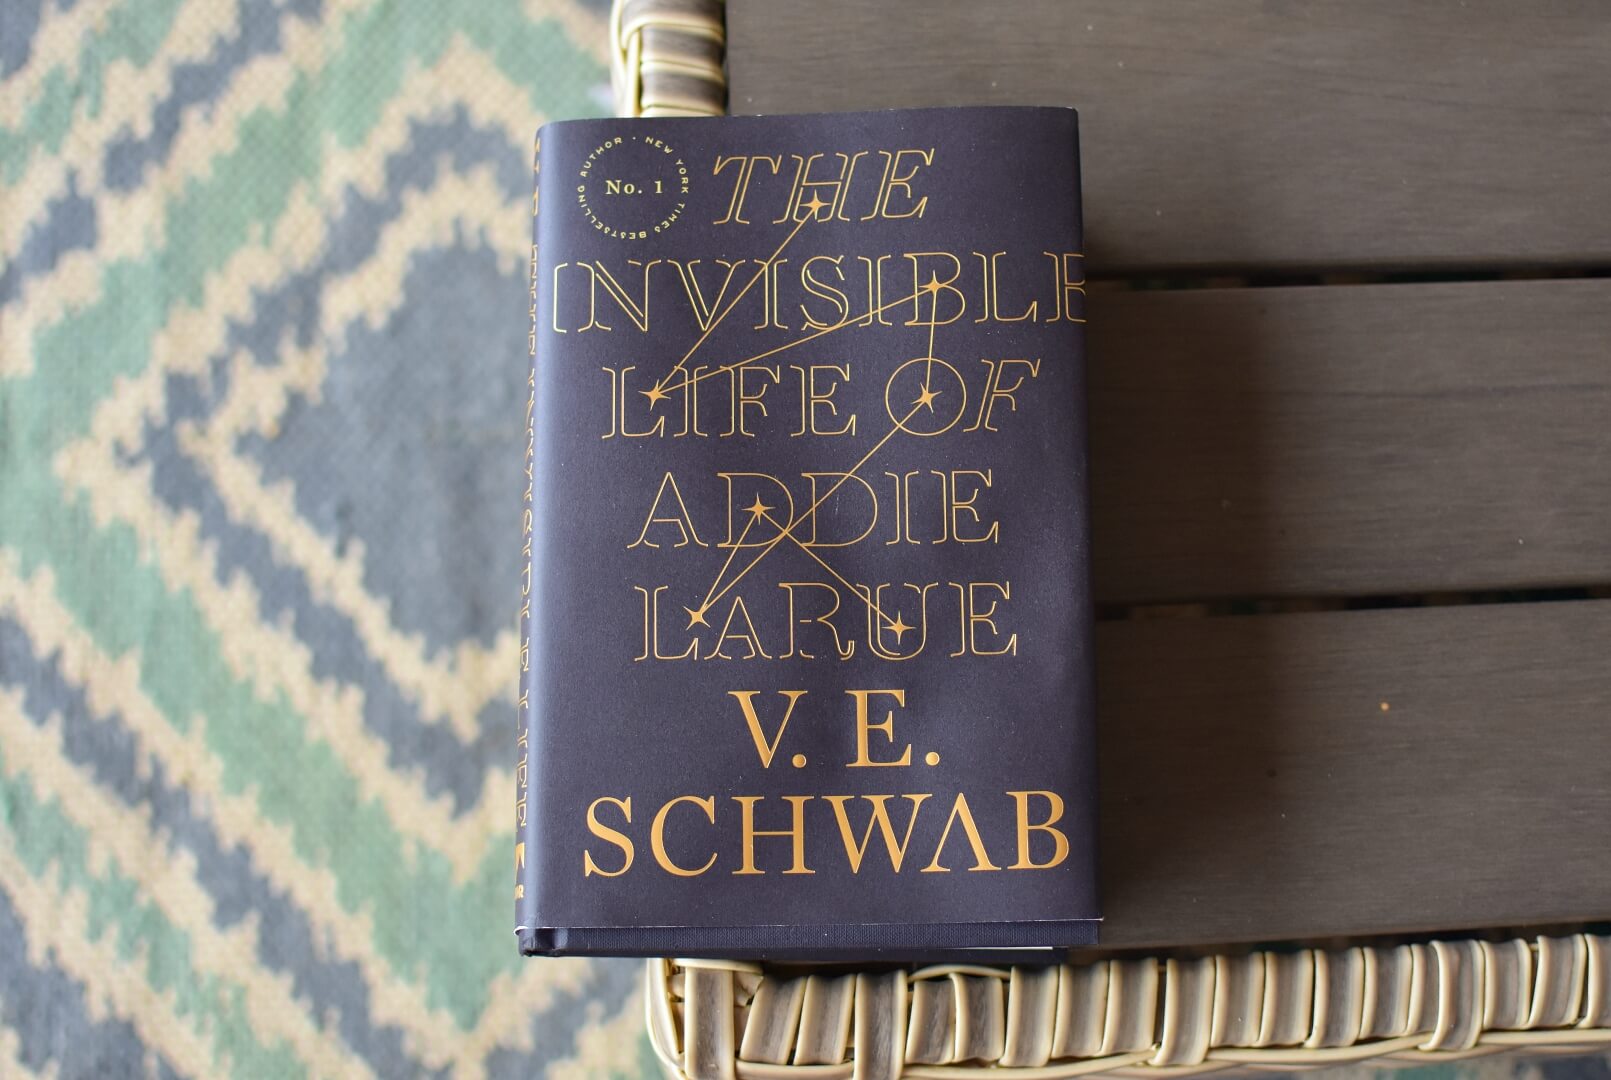 NEW YORK TIMES BESTSELLING AUTHOR ·
No. 1
THE
INVISIBLE
LIFE OF
ADDIE
LARUE
V. E.
SCHWAB